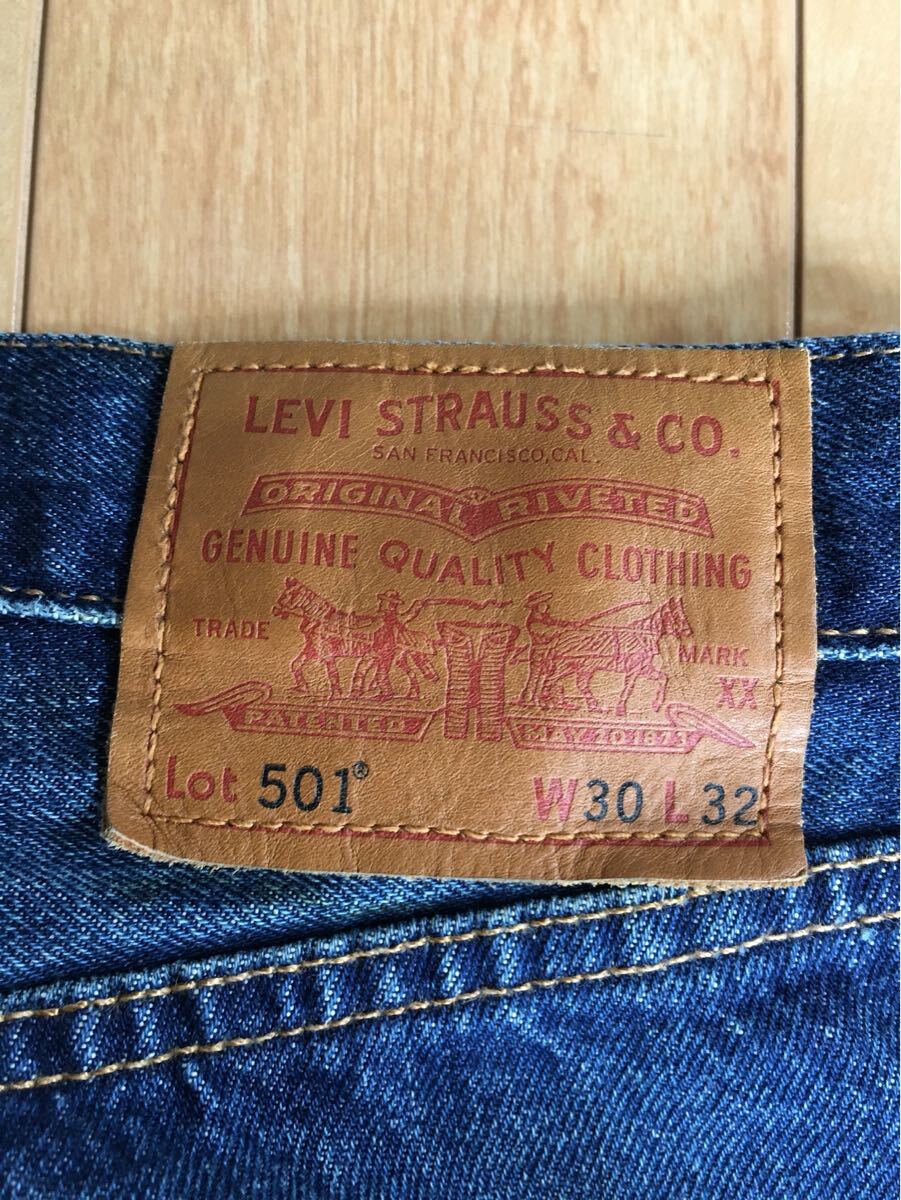 LEVI STRAUSS & CO.
SAN FRANCISCO, CAL.
ORIGINAL RIVETED
GENUINE QUALITY CLOTHING
TRADE MARK
XX
PATENTED MAY 20 1873
Lot 501® W30 L32